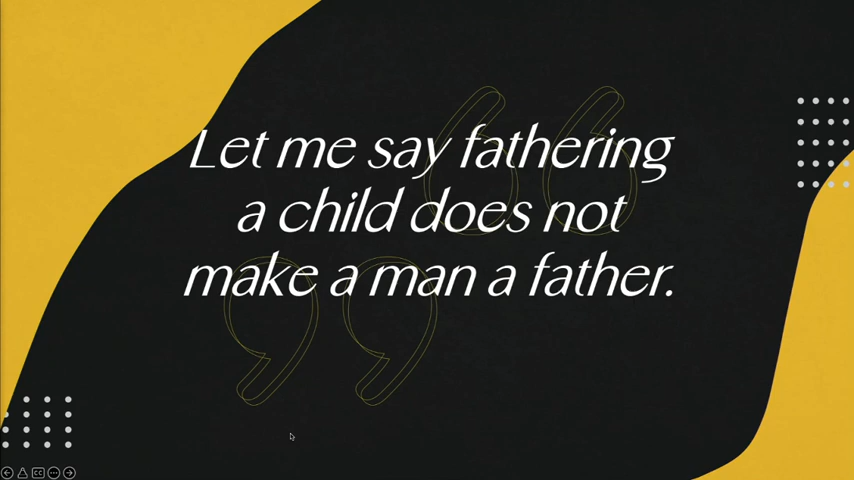 Let me say fathering
a child does not
make a man a father.